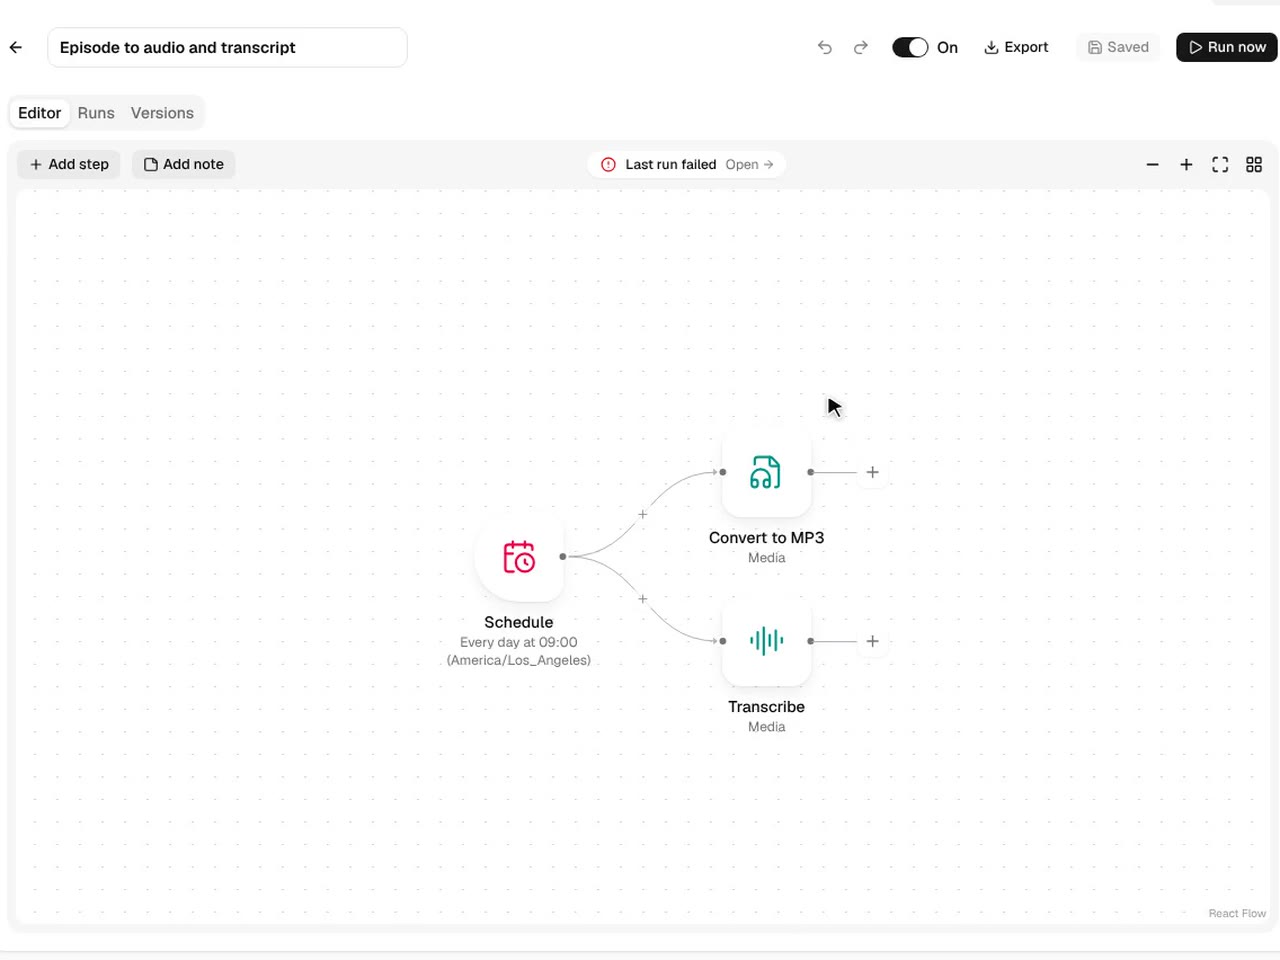 Episode to audio and transcript
On
Export
Saved
Run now
Editor
Runs
Versions
Add step
Add note
Last run failed
Open →
Convert to MP3
Media
Schedule
Every day at 09:00
(America/Los_Angeles)
Transcribe
Media
React Flow